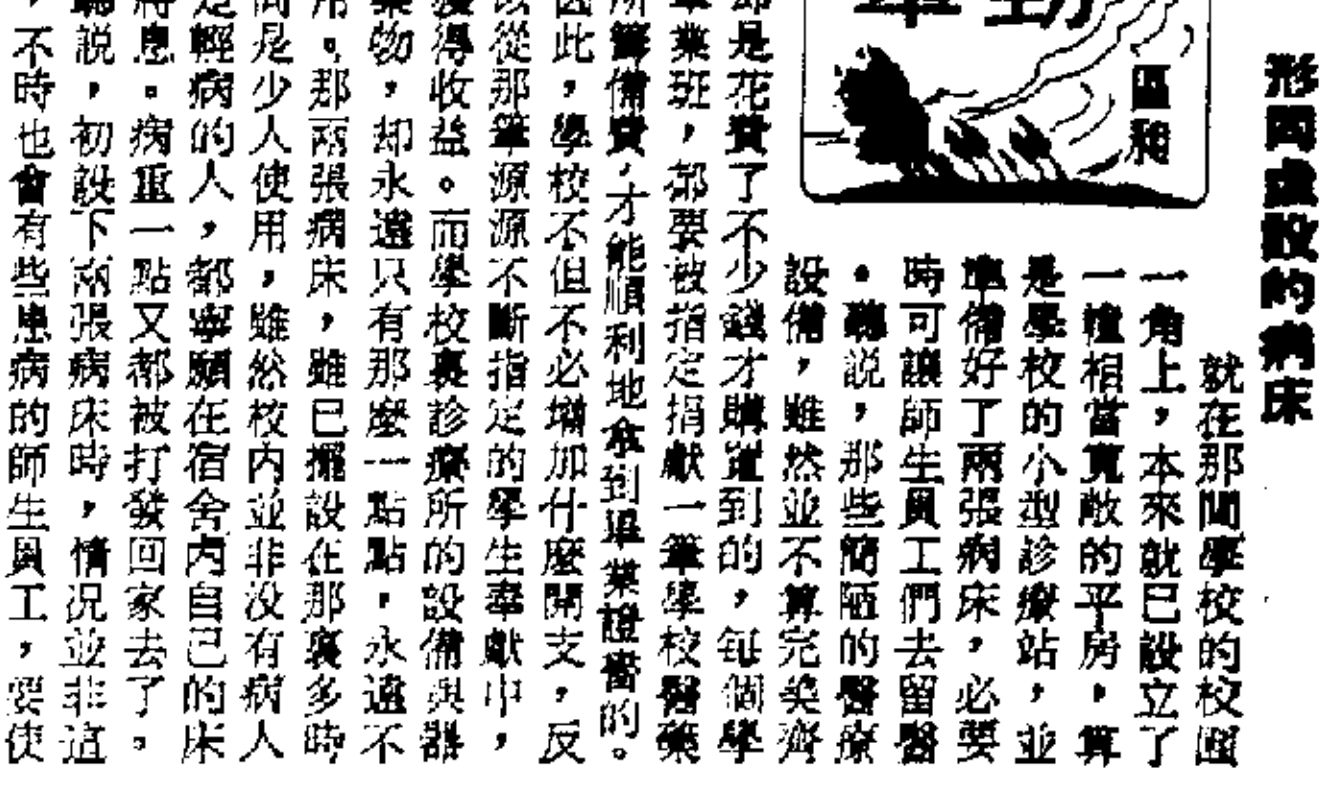 形同虛設的病床
牽動
區和
就在那間學校的校園
一角上，本來就已設立了
一幢相當寬敞的平房，算
是學校的小型診療站，並
準備好了兩張病床，必要
時可讓師生員工們去留醫
。聽說，那些簡陋的醫療
設備，雖然並不算完美齊
却是花費了不少錢才購置到的，每個學
畢業班，都要被指定捐獻一筆學校醫藥
所籌備費，才能順利地拿到畢業證書的。
因此，學校不但不必增加什麼開支，反
以從那筆源源不斷指定的學生奉獻中，
獲得收益。而學校裏診療所的設備與器
藥物，却永遠只有那麼一點點，永遠不
用。那兩張病床，雖已擺設在那裏多時
間是少人使用，雖然校內並非没有病人
是輕病的人，都寧願在宿舍內自己的床
將息。病重一點又都被打發回家去了。
聽説，初設下兩張病床時，情况並非這
，不時也會有些患病的師生員工，要使